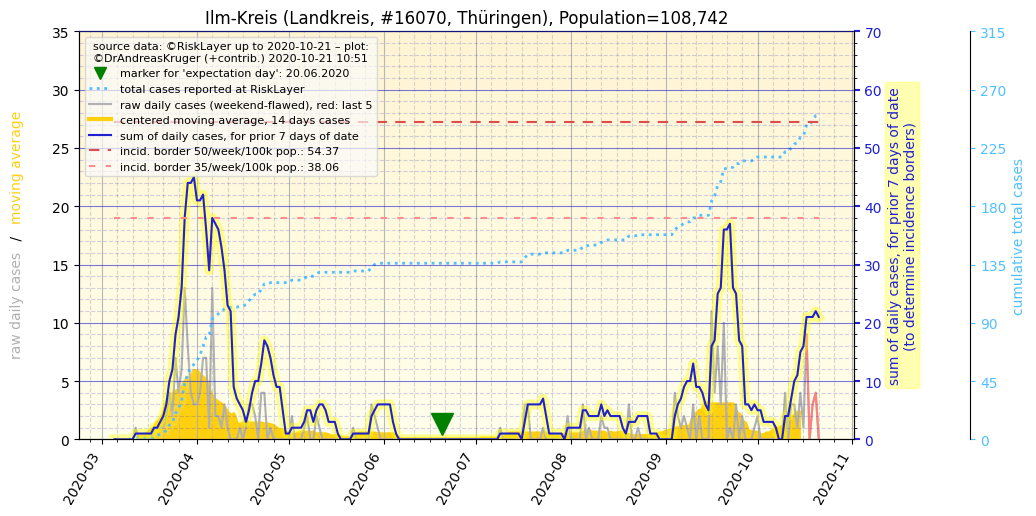 Ilm-Kreis (Landkreis, #16070, Thüringen), Population=108,742
source data: ©RiskLayer up to 2020-10-21 – plot:
©DrAndreasKruger (+contrib.) 2020-10-21 10:51
marker for 'expectation day': 20.06.2020
total cases reported at RiskLayer
raw daily cases (weekend-flawed), red: last 5
centered moving average, 14 days cases
sum of daily cases, for prior 7 days of date
incid. border 50/week/100k pop.: 54.37
incid. border 35/week/100k pop.: 38.06
raw daily cases / moving average
35
30
25
20
15
10
5
0
70
60
50
40
30
20
10
0
sum of daily cases, for prior 7 days of date
(to determine incidence borders)
315
270
225
180
135
90
45
0
cumulative total cases
2020-03
2020-04
2020-05
2020-06
2020-07
2020-08
2020-09
2020-10
2020-11